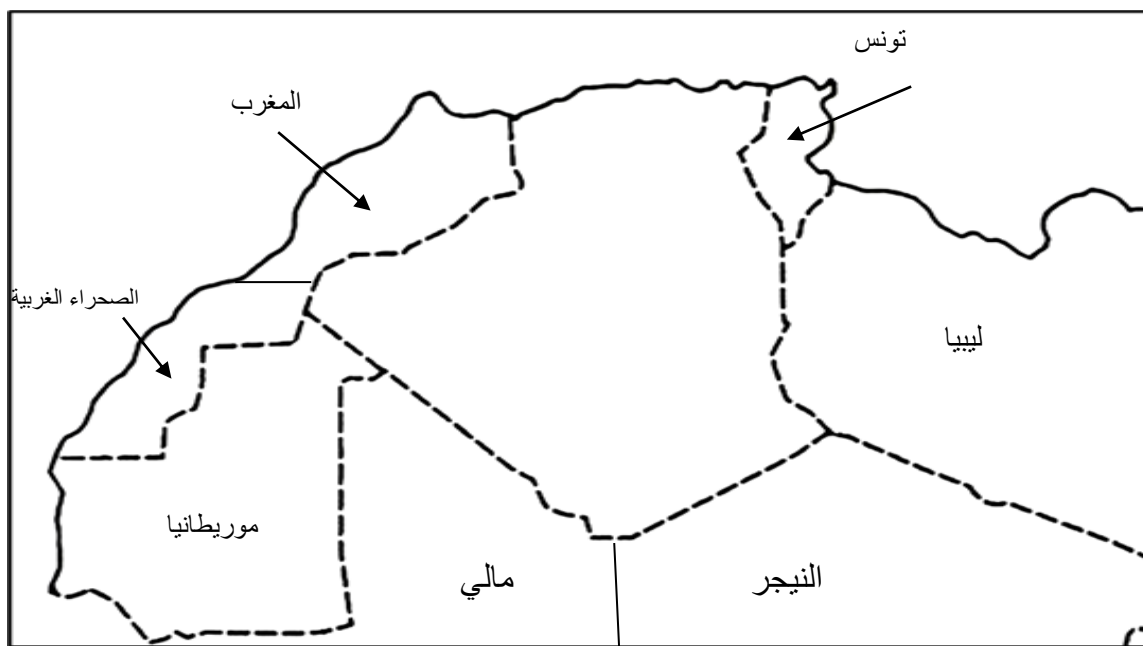 تونس
المغرب
الصحراء الغربية
ليبيا
موريطانيا
مالي
النيجر